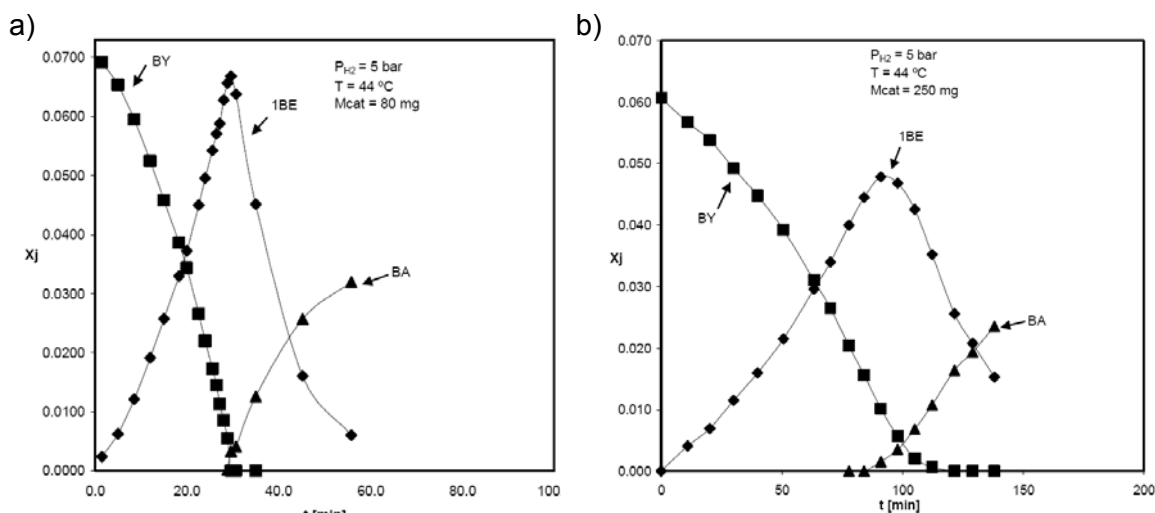 a)
0.0700
0.0600
0.0500
0.0400
0.0300
0.0200
0.0100
0.0000
Xj
BY
1BE
BA
P_H2 = 5 bar
T = 44 ºC
Mcat = 80 mg
0.0
20.0
40.0
60.0
80.0
100
b)
0.070
0.060
0.050
0.040
0.030
0.020
0.010
0.000
Xj
P_H2 = 5 bar
T = 44 ºC
Mcat = 250 mg
1BE
BY
BA
0
50
100
150
200
t [min]